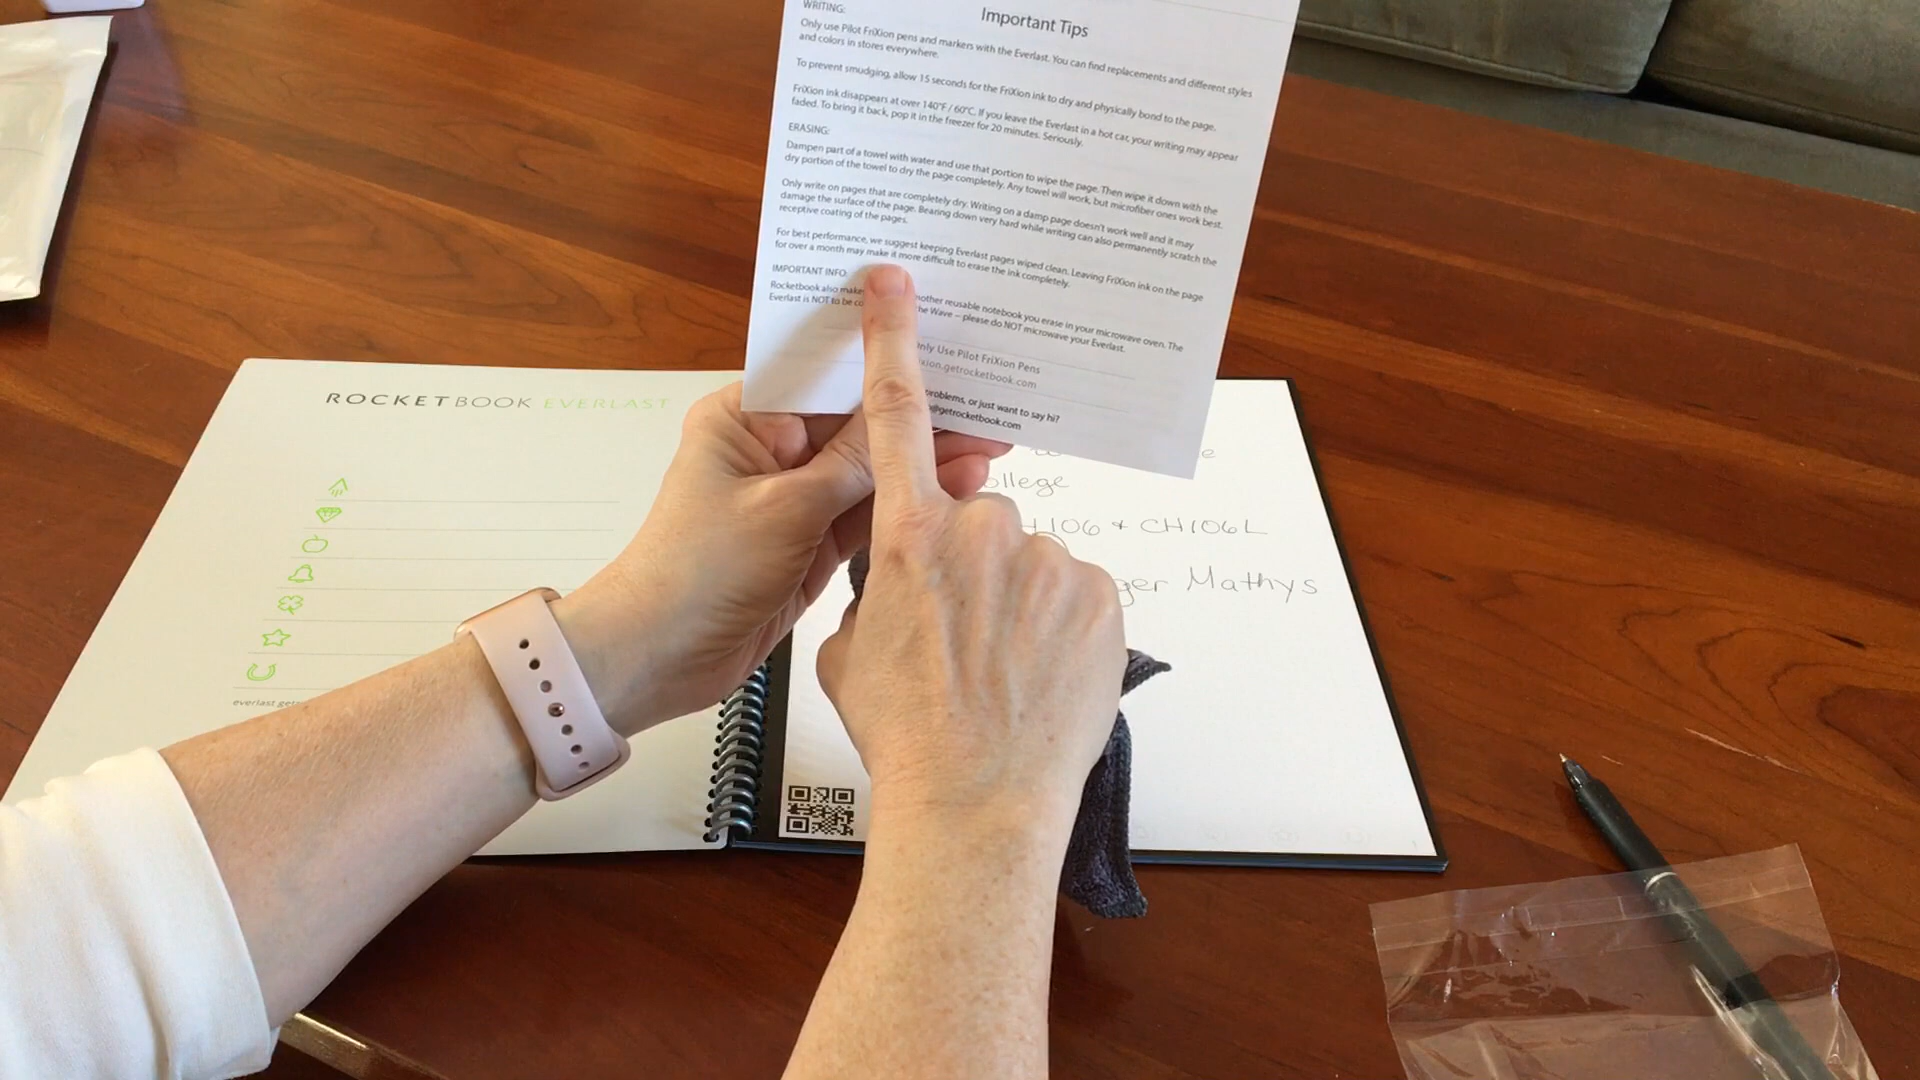 WRITING:
Important Tips
Only use Pilot FriXion pens and markers with the Everlast. You can find replacements and different styles
and colors in stores everywhere.
To prevent smudging, allow 15 seconds for the FriXion ink to dry and physically bond to the page.
FriXion ink disappears at over 140°F / 60°C. If you leave the Everlast in a hot car, your writing may appear
faded. To bring it back, pop it in the freezer for 20 minutes. Seriously.
ERASING:
Dampen part of a towel with water and use that portion to wipe the page. Then wipe it down with the
dry portion of the towel to dry the page completely. Any towel will work, but microfiber ones work best.
Only write on pages that are completely dry. Writing on a damp page doesn't work well and it may
damage the surface of the page. Bearing down very hard while writing can also permanently scratch the
receptive coating of the pages.
For best performance, we suggest keeping Everlast pages wiped clean. Leaving FriXion ink on the page
for over a month may make it more difficult to erase the ink completely.
IMPORTANT INFO:
Rocketbook also make another reusable notebook you erase in your microwave oven. The
Everlast is NOT to be the Wave – please do NOT microwave your Everlast.
Only Use Pilot FriXion Pens
xion.getrocketbook.com
problems, or just want to say hi?
@getrocketbook.com
ROCKETBOOK EVERLAST
everlast get
e
ollege
H106 & CH106L
ger Mathys